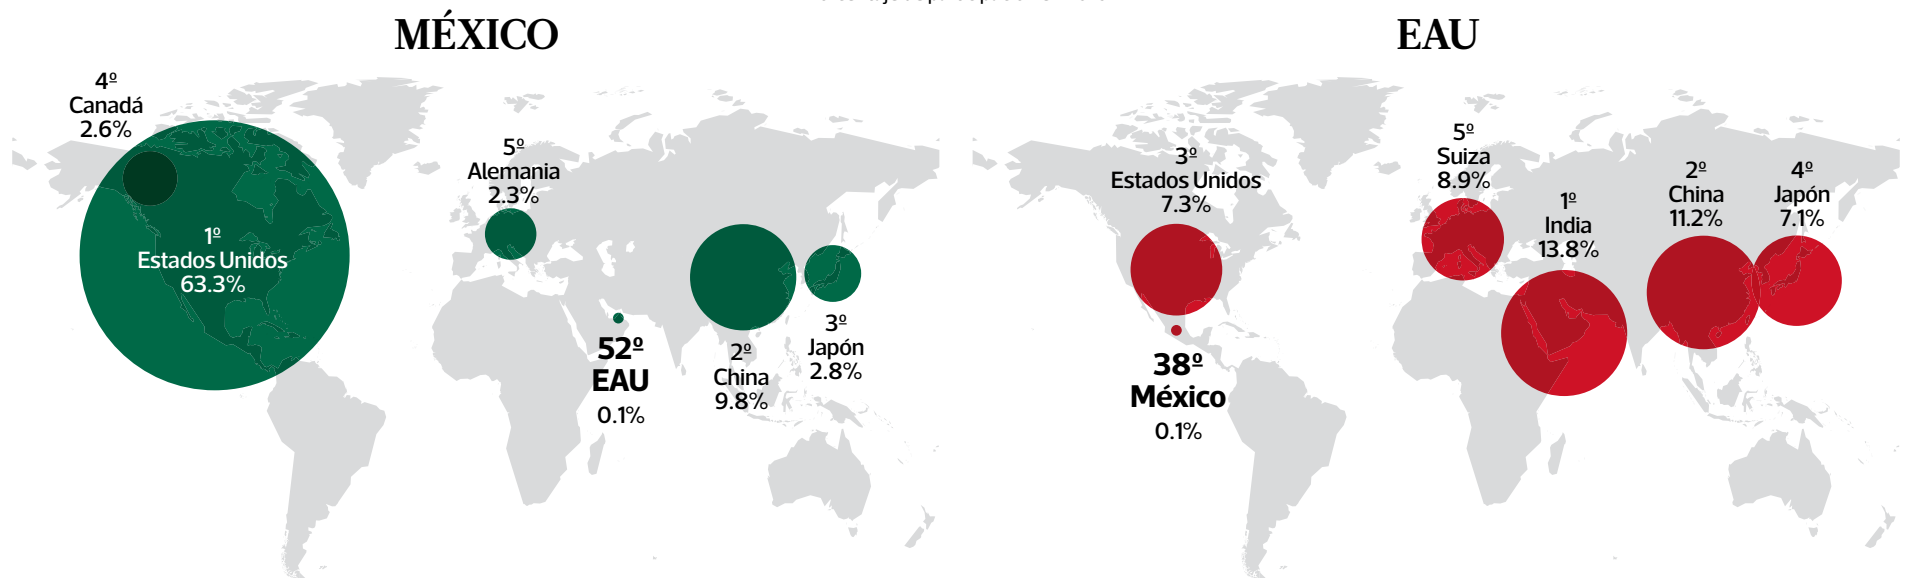 MÉXICO
4º
Canadá
2.6%
5º
Alemania
2.3%
1º
Estados Unidos
63.3%
52º
EAU
0.1%
2º
China
9.8%
3º
Japón
2.8%
EAU
3º
Estados Unidos
7.3%
5º
Suiza
8.9%
1º
India
13.8%
2º
China
11.2%
4º
Japón
7.1%
38º
México
0.1%